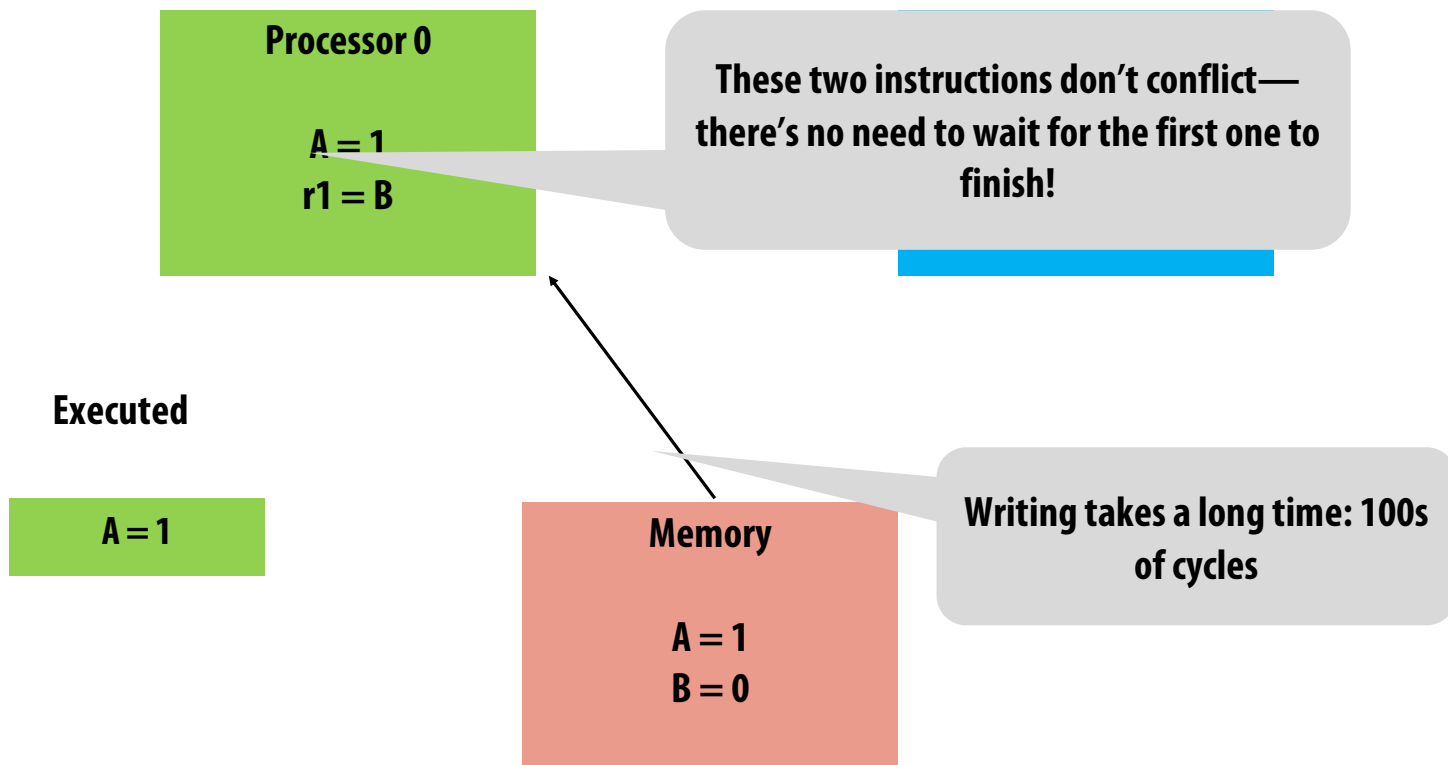 Processor 0
A = 1
r1 = B
These two instructions don’t conflict—
there’s no need to wait for the first one to
finish!
Executed
A = 1
Memory
A = 1
B = 0
Writing takes a long time: 100s
of cycles